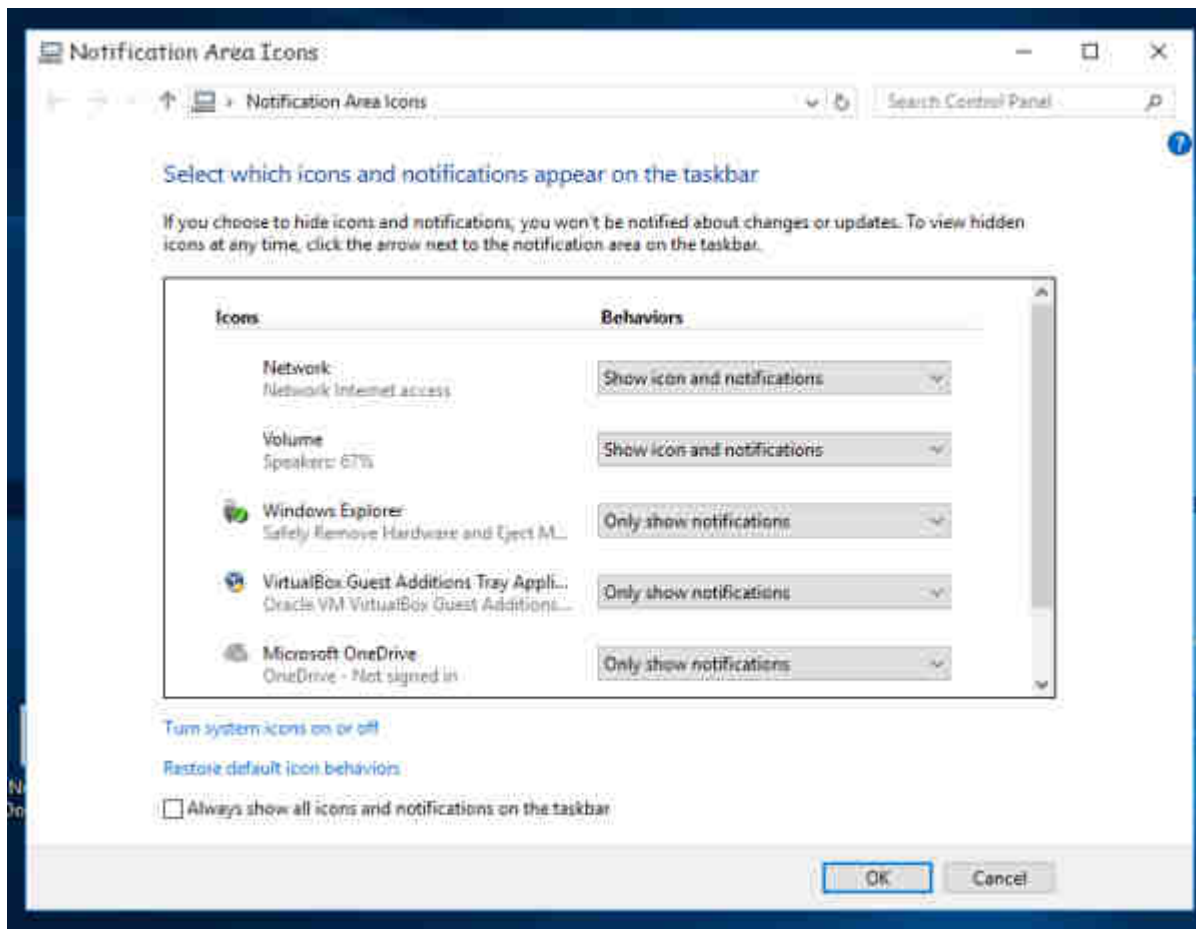 Notification Area Icons
Notification Area Icons
Search Control Panel
Select which icons and notifications appear on the taskbar
If you choose to hide icons and notifications, you won't be notified about changes or updates. To view hidden
icons at any time, click the arrow next to the notification area on the taskbar.
Icons Behaviors
Network
Show icon and notifications
Network Internet access
Volume
Show icon and notifications
Speakers: 67%
Windows Explorer
Only show notifications
Safely Remove Hardware and Eject M...
VirtualBox Guest Additions Tray Appli...
Only show notifications
Oracle VM VirtualBox Guest Additions...
Microsoft OneDrive
Only show notifications
OneDrive - Not signed in
Turn system icons on or off
Restore default icon behaviors
Always show all icons and notifications on the taskbar
OK Cancel